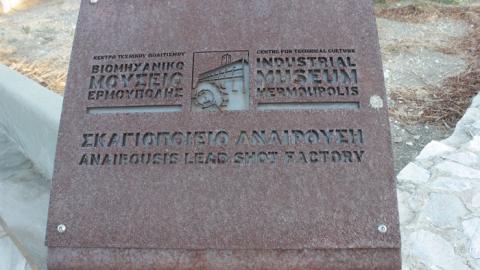 ΚΕΝΤΡΟ ΤΕΧΝΙΚΟΥ ΠΟΛΙΤΙΣΜΟΥ
ΒΙΟΜΗΧΑΝΙΚΟ
ΜΟΥΣΕΙΟ
ΕΡΜΟΥΠΟΛΗΣ
CENTRE FOR TECHNICAL CULTURE
INDUSTRIAL
MUSEUM
HERMOUPOLIS
ΣΚΑΓΙΟΠΟΙΕΙΟ ΑΝΑΙΡΟΥΣΗ
ANAIROUSIS LEAD SHOT FACTORY